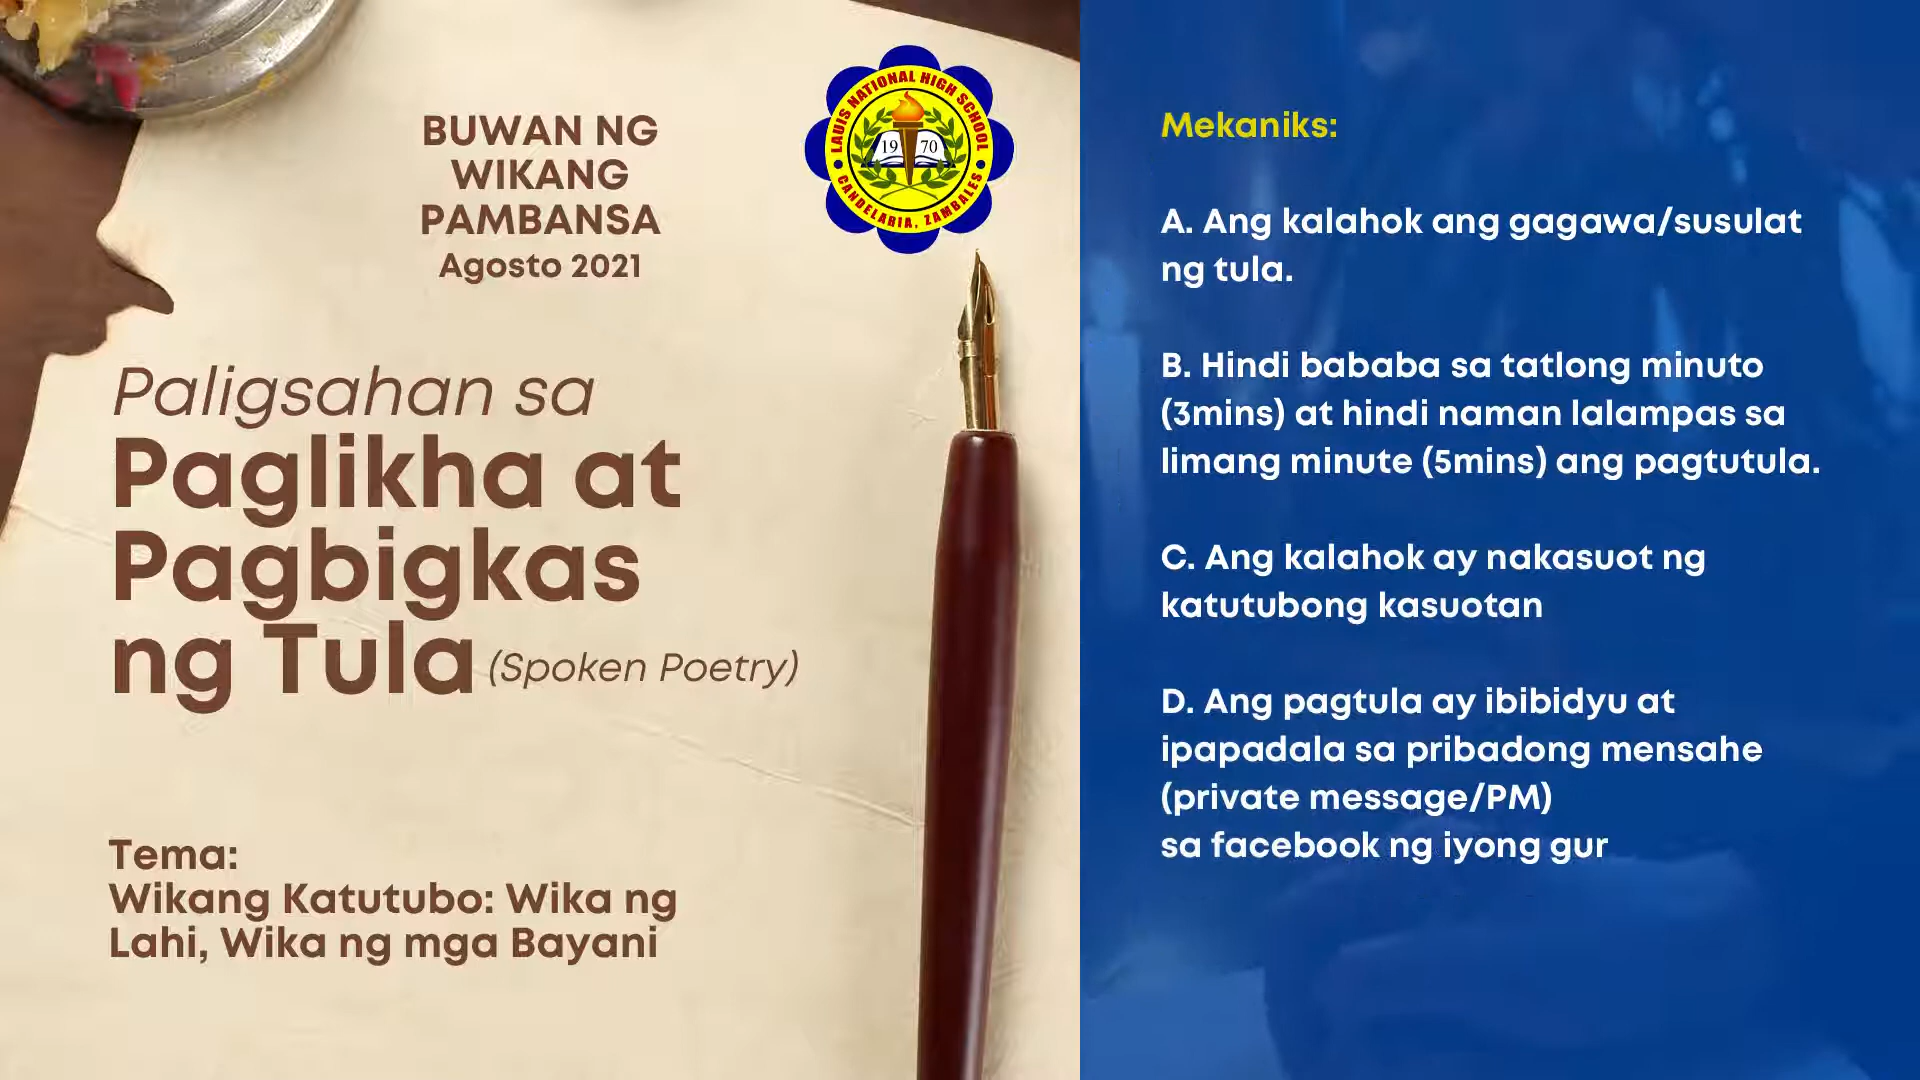 BUWAN NG
WIKANG
PAMBANSA
Agosto 2021
LAUIS NATIONAL HIGH SCHOOL
19 70
CANDELARIA, ZAMBALES
Paligsahan sa
Paglikha at
Pagbigkas
ng Tula (Spoken Poetry)
Tema:
Wikang Katutubo: Wika ng
Lahi, Wika ng mga Bayani
Mekaniks:
A. Ang kalahok ang gagawa/susulat
ng tula.
B. Hindi bababa sa tatlong minuto
(3mins) at hindi naman lalampas sa
limang minute (5mins) ang pagtutula.
C. Ang kalahok ay nakasuot ng
katutubong kasuotan
D. Ang pagtula ay ibibidyu at
ipapadala sa pribadong mensahe
(private message/PM)
sa facebook ng iyong gur